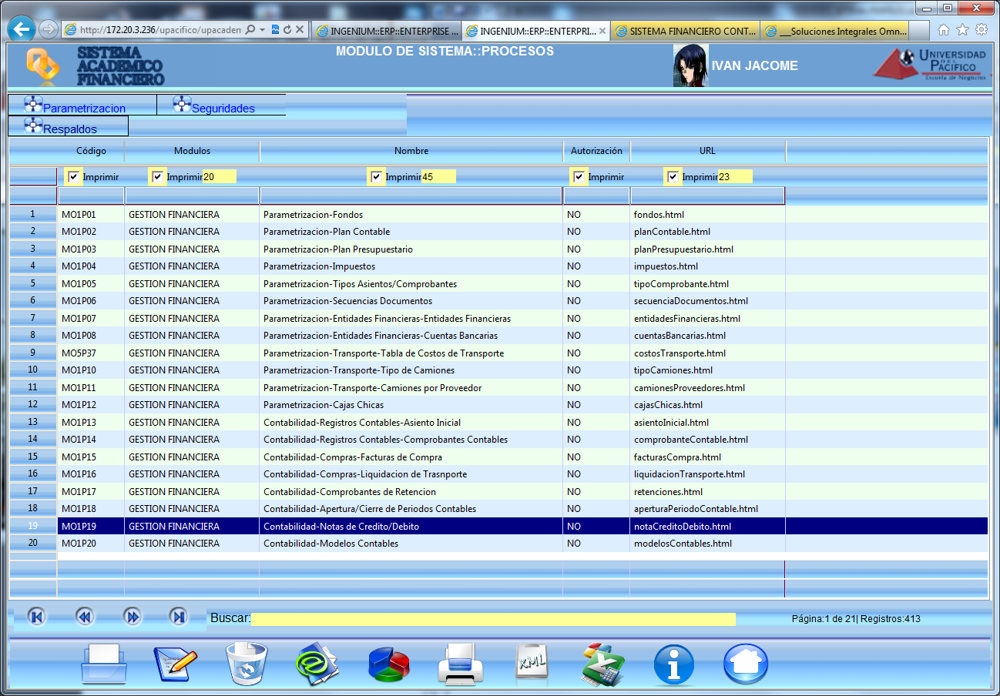 http://172.20.3.236/upacifico/upacadem
INGENIUM::ERP::ENTERPRISE ...
INGENIUM::ERP::ENTERPRI...
SISTEMA FINANCIERO CONT...
___Soluciones Integrales Omn...
SISTEMA
ACADEMICO
FINANCIERO
MODULO DE SISTEMA::PROCESOS
IVAN JACOME
UNIVERSIDAD
DEL
PACÍFICO
Escuela de Negocios
Parametrizacion Seguridades
Respaldos
Código Modulos Nombre Autorización URL
Imprimir Imprimir 20 Imprimir 45 Imprimir Imprimir 23
1 MO1P01 GESTION FINANCIERA Parametrizacion-Fondos NO fondos.html
2 MO1P02 GESTION FINANCIERA Parametrizacion-Plan Contable NO planContable.html
3 MO1P03 GESTION FINANCIERA Parametrizacion-Plan Presupuestario NO planPresupuestario.html
4 MO1P04 GESTION FINANCIERA Parametrizacion-Impuestos NO impuestos.html
5 MO1P05 GESTION FINANCIERA Parametrizacion-Tipos Asientos/Comprobantes NO tipoComprobante.html
6 MO1P06 GESTION FINANCIERA Parametrizacion-Secuencias Documentos NO secuenciaDocumentos.html
7 MO1P07 GESTION FINANCIERA Parametrizacion-Entidades Financieras-Entidades Financieras NO entidadesFinancieras.html
8 MO1P08 GESTION FINANCIERA Parametrizacion-Entidades Financieras-Cuentas Bancarias NO cuentasBancarias.html
9 MO5P37 GESTION FINANCIERA Parametrizacion-Transporte-Tabla de Costos de Transporte NO costosTransporte.html
10 MO1P10 GESTION FINANCIERA Parametrizacion-Transporte-Tipo de Camiones NO tipoCamiones.html
11 MO1P11 GESTION FINANCIERA Parametrizacion-Transporte-Camiones por Proveedor NO camionesProveedores.html
12 MO1P12 GESTION FINANCIERA Parametrizacion-Cajas Chicas NO cajasChicas.html
13 MO1P13 GESTION FINANCIERA Contabilidad-Registros Contables-Asiento Inicial NO asientoInicial.html
14 MO1P14 GESTION FINANCIERA Contabilidad-Registros Contables-Comprobantes Contables NO comprobanteContable.html
15 MO1P15 GESTION FINANCIERA Contabilidad-Compras-Facturas de Compra NO facturasCompra.html
16 MO1P16 GESTION FINANCIERA Contabilidad-Compras-Liquidacion de Trasnporte NO liquidacionTransporte.html
17 MO1P17 GESTION FINANCIERA Contabilidad-Comprobantes de Retencion NO retenciones.html
18 MO1P18 GESTION FINANCIERA Contabilidad-Apertura/Cierre de Periodos Contables NO aperturaPeriodoContable.html
19 MO1P19 GESTION FINANCIERA Contabilidad-Notas de Credito/Debito NO notaCreditoDebito.html
20 MO1P20 GESTION FINANCIERA Contabilidad-Modelos Contables NO modelosContables.html
Buscar: Página:1 de 21| Registros:413
XML